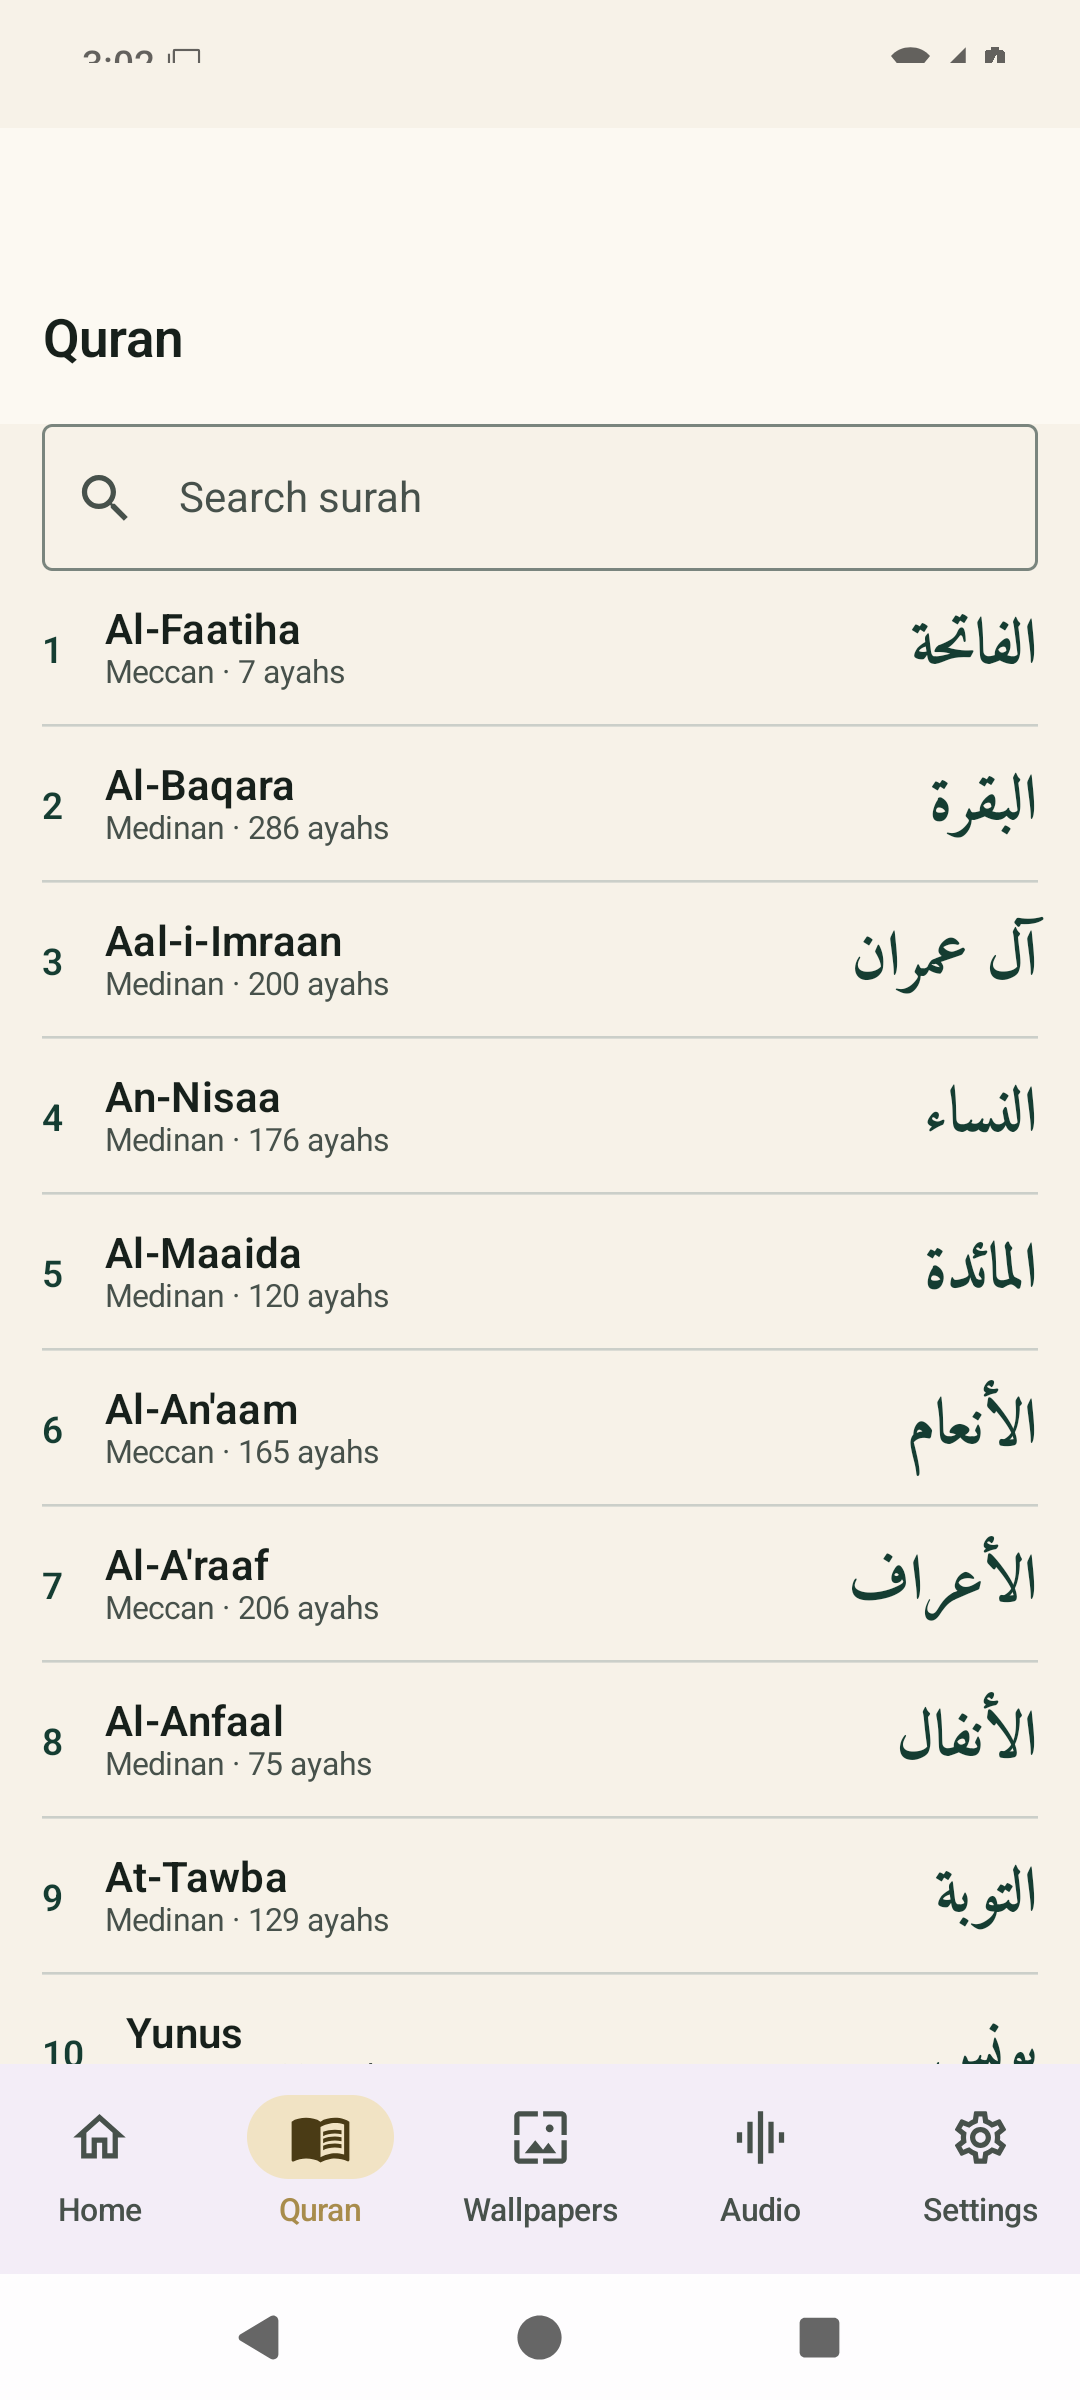 3:02
Quran
Search surah
1 Al-Faatiha الفاتحة
Meccan · 7 ayahs
2 Al-Baqara البقرة
Medinan · 286 ayahs
3 Aal-i-Imraan آل عمران
Medinan · 200 ayahs
4 An-Nisaa النساء
Medinan · 176 ayahs
5 Al-Maaida المائدة
Medinan · 120 ayahs
6 Al-An'aam الأنعام
Meccan · 165 ayahs
7 Al-A'raaf الأعراف
Meccan · 206 ayahs
8 Al-Anfaal الأنفال
Medinan · 75 ayahs
9 At-Tawba التوبة
Medinan · 129 ayahs
10 Yunus يونس
Home Quran Wallpapers Audio Settings